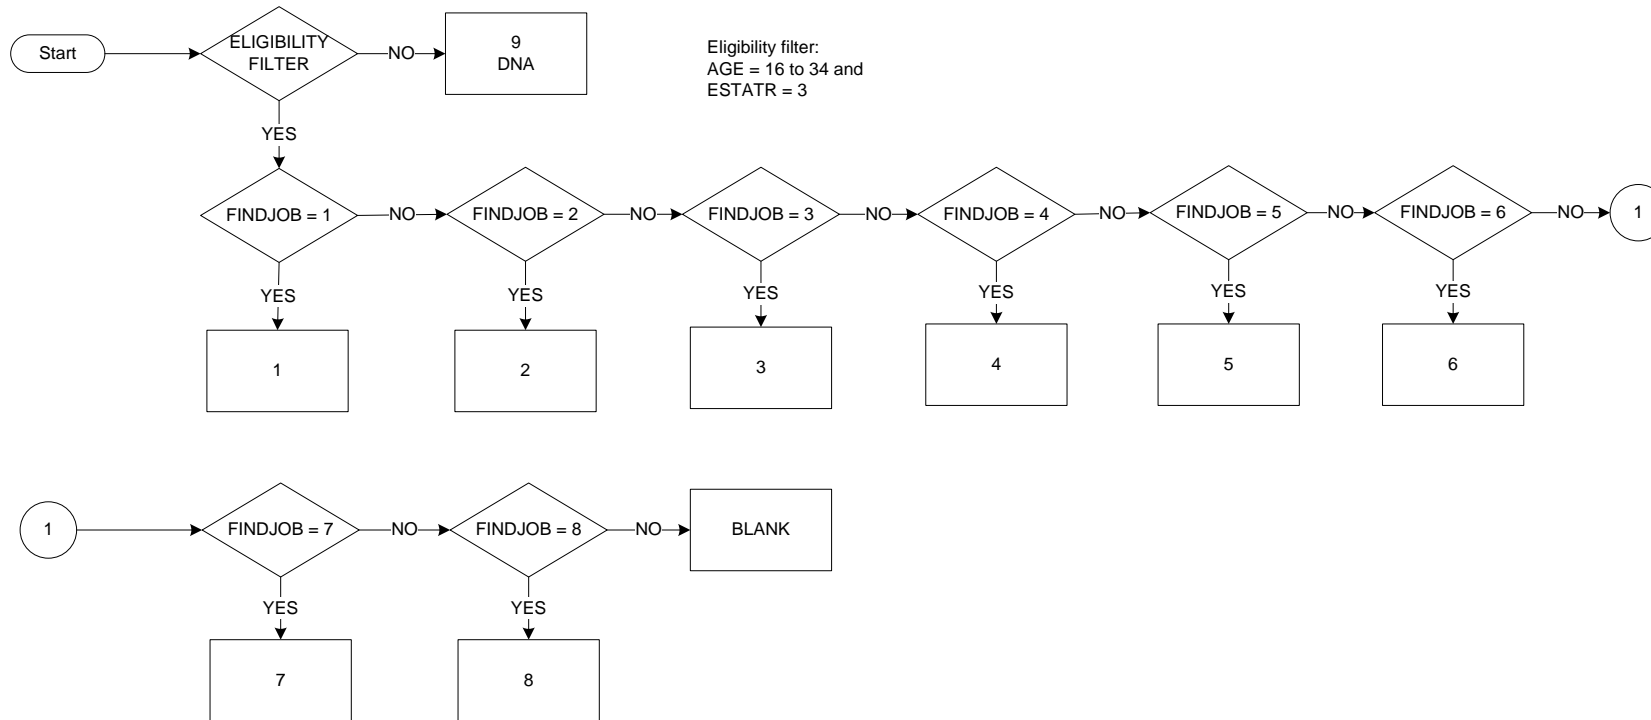 Start
ELIGIBILITY
FILTER
NO
9
DNA
Eligibility filter:
AGE = 16 to 34 and
ESTATR = 3
YES
FINDJOB = 1
NO
FINDJOB = 2
NO
FINDJOB = 3
NO
FINDJOB = 4
NO
FINDJOB = 5
NO
FINDJOB = 6
NO
1
YES
YES
YES
YES
YES
YES
1
2
3
4
5
6
1
FINDJOB = 7
NO
FINDJOB = 8
NO
BLANK
YES
YES
7
8